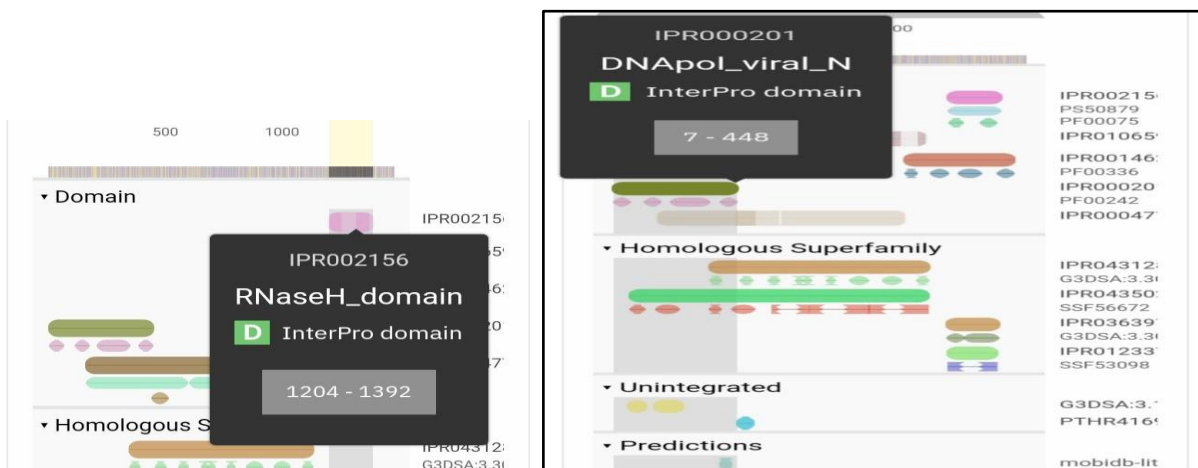 500 1000
▾ Domain
IPR002156
RNaseH_domain
D InterPro domain
1204 - 1392
▾ Homologous S
IPR04312
G3DSA:3.3
IPR000201
DNApol_viral_N
D InterPro domain
7 - 448
00
IPR00215
PS50879
PF00075
IPR01065
IPR00146
PF00336
IPR00020
PF00242
IPR00047
▾ Homologous Superfamily
IPR04312
G3DSA:3.3
IPR04350
SSF56672
IPR03639
G3DSA:3.3
IPR01233
SSF53098
▾ Unintegrated
G3DSA:3.
PTHR416
▾ Predictions
mobidb-lit